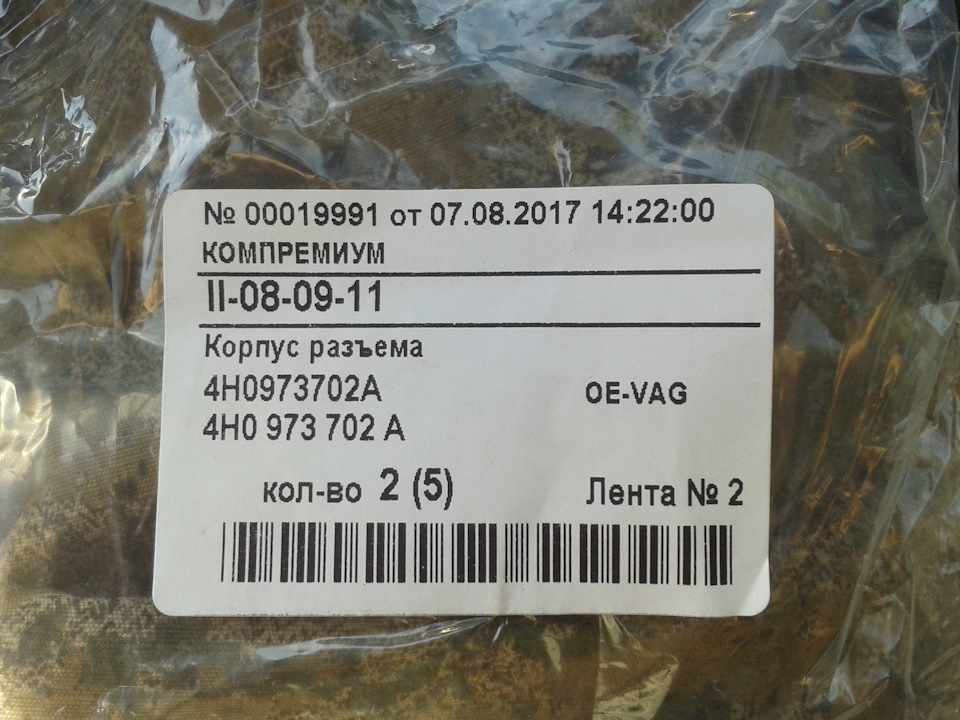 № 00019991 от 07.08.2017 14:22:00
КОМПРЕМИУМ
II-08-09-11
Корпус разъема
4H0973702A OE-VAG
4H0 973 702 A
кол-во 2 (5) Лента № 2